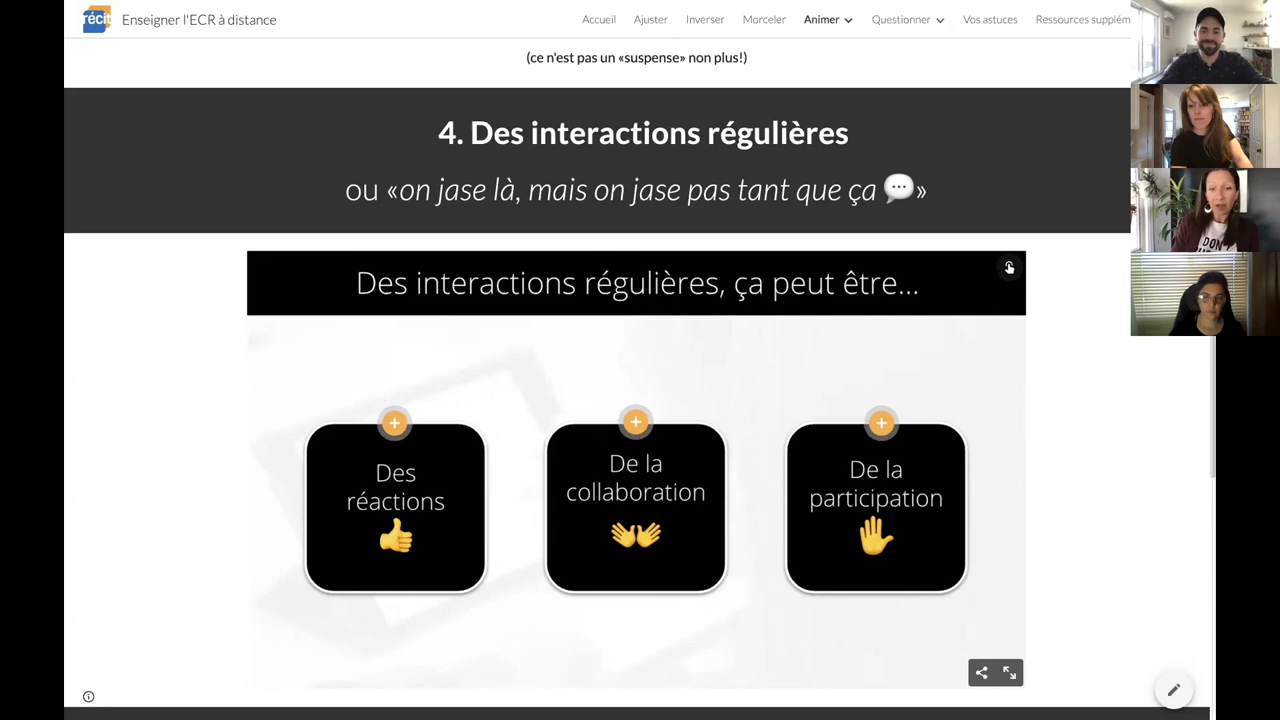 récit
Enseigner l'ECR à distance
Accueil Ajuster Inverser Morceler Animer Questionner Vos astuces Ressources supplém
(ce n'est pas un «suspense» non plus!)
4. Des interactions régulières
ou «on jase là, mais on jase pas tant que ça 💬»
Des interactions régulières, ça peut être...
Des
réactions
De la
collaboration
De la
participation
DON'T